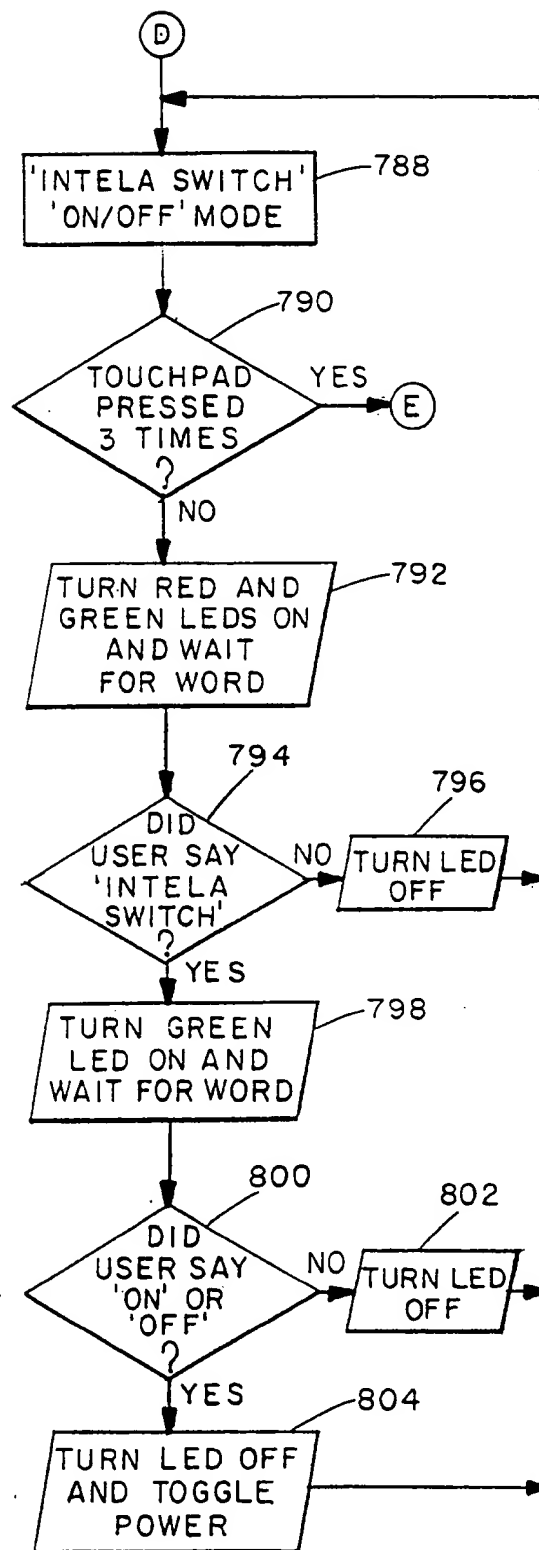 D
'INTELA SWITCH'
'ON/OFF' MODE
788
790
TOUCHPAD
PRESSED
3 TIMES
?
YES
E
NO
792
TURN RED AND
GREEN LEDS ON
AND WAIT
FOR WORD
794
DID
USER SAY
'INTELA
SWITCH'
?
NO
796
TURN LED
OFF
YES
798
TURN GREEN
LED ON AND
WAIT FOR WORD
800
DID
USER SAY
'ON' OR
'OFF'
?
NO
802
TURN LED
OFF
YES
804
TURN LED OFF
AND TOGGLE
POWER